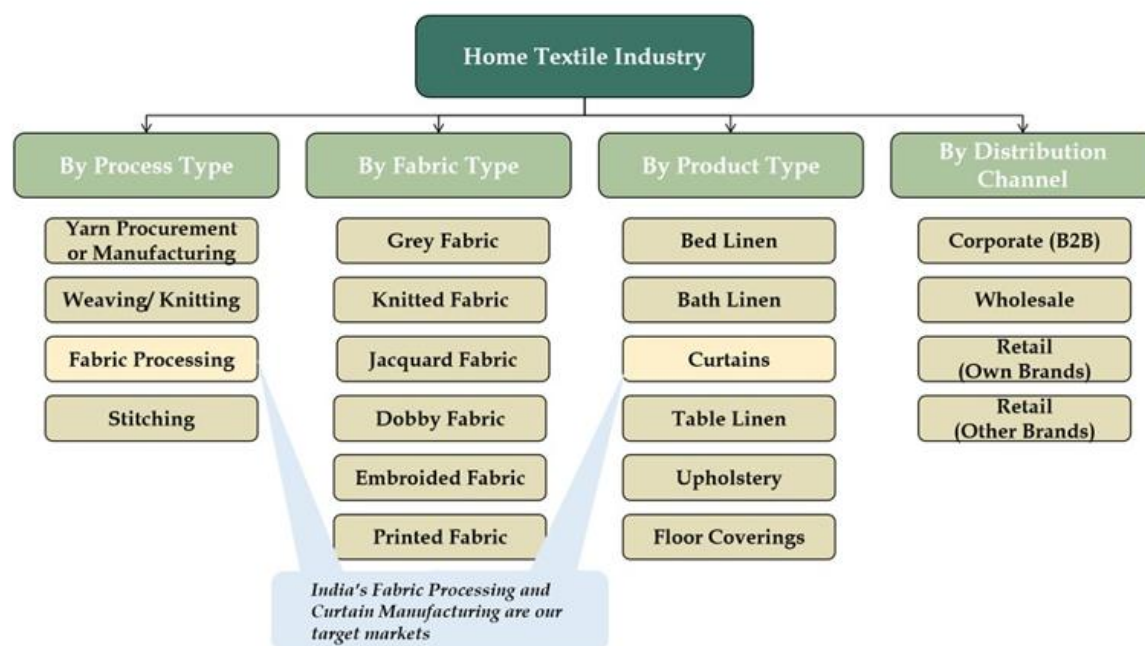 Home Textile Industry
By Process Type
Yarn Procurement
or Manufacturing
Weaving/ Knitting
Fabric Processing
Stitching
By Fabric Type
Grey Fabric
Knitted Fabric
Jacquard Fabric
Dobby Fabric
Embroided Fabric
Printed Fabric
By Product Type
Bed Linen
Bath Linen
Curtains
Table Linen
Upholstery
Floor Coverings
By Distribution
Channel
Corporate (B2B)
Wholesale
Retail
(Own Brands)
Retail
(Other Brands)
India's Fabric Processing and
Curtain Manufacturing are our
target markets